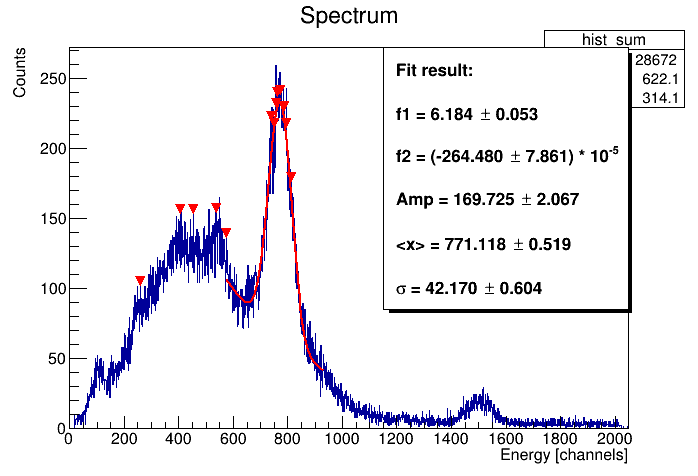 Spectrum
hist_sum
28672
622.1
314.1
Fit result:
f1 = 6.184 ± 0.053
f2 = (-264.480 ± 7.861) * 10⁻⁵
Amp = 169.725 ± 2.067
<x> = 771.118 ± 0.519
σ = 42.170 ± 0.604
Counts
250
200
150
100
50
0
0 200 400 600 800 1000 1200 1400 1600 1800 2000
Energy [channels]